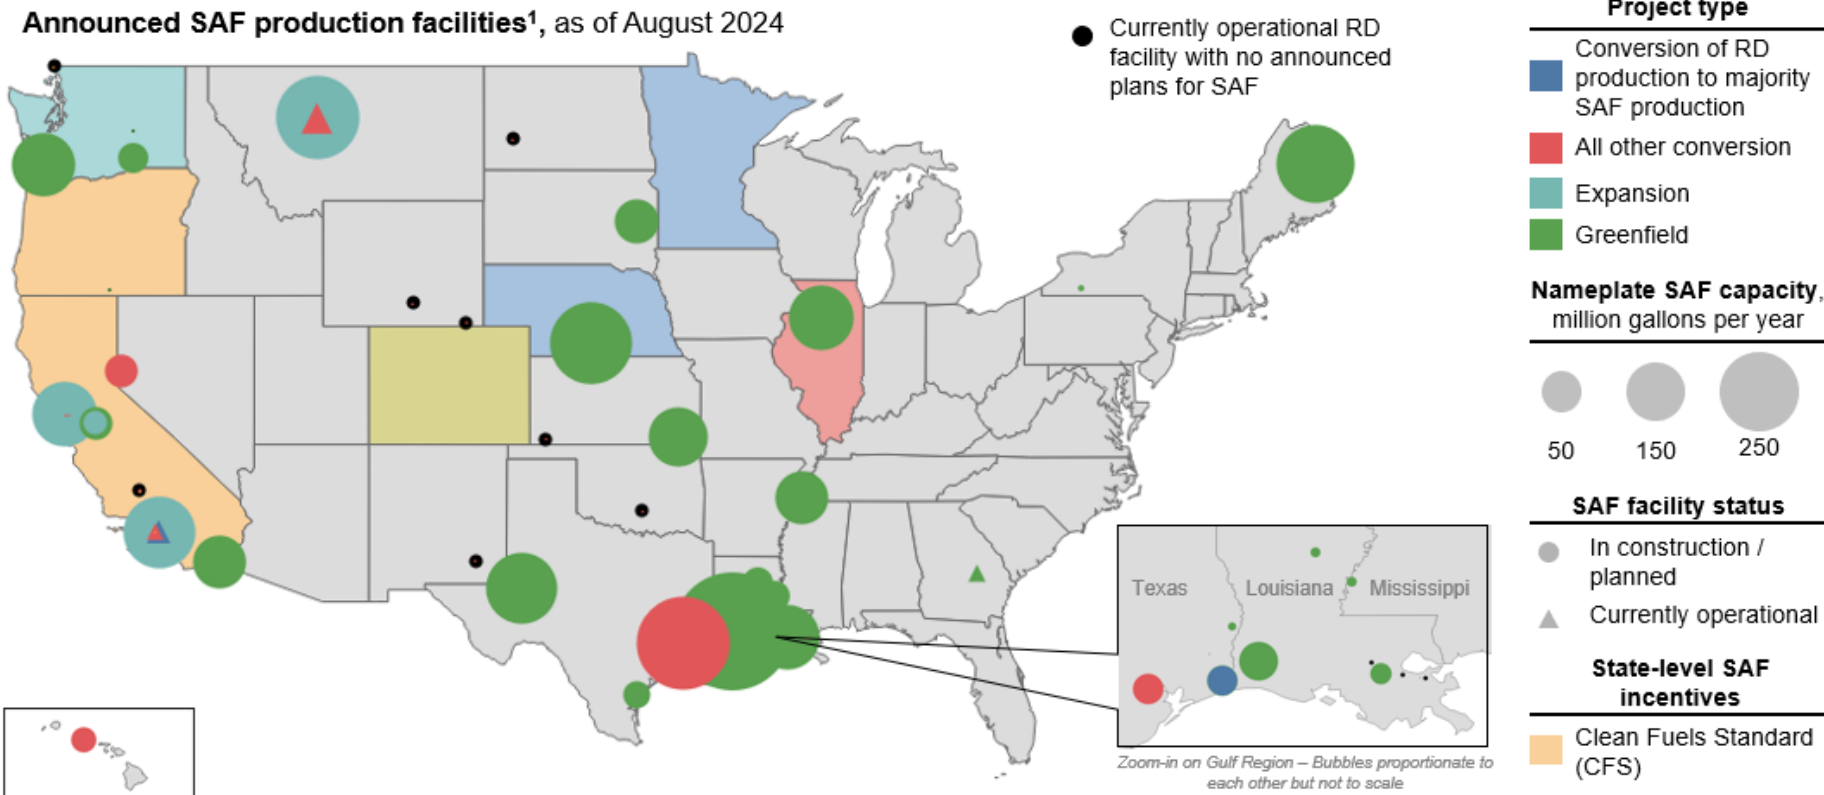 Announced SAF production facilities¹, as of August 2024
Currently operational RD
facility with no announced
plans for SAF
Project type
Conversion of RD
production to majority
SAF production
All other conversion
Expansion
Greenfield
Nameplate SAF capacity,
million gallons per year
50 150 250
SAF facility status
In construction /
planned
Currently operational
State-level SAF
incentives
Clean Fuels Standard
(CFS)
Texas Louisiana Mississippi
Zoom-in on Gulf Region – Bubbles proportionate to
each other but not to scale